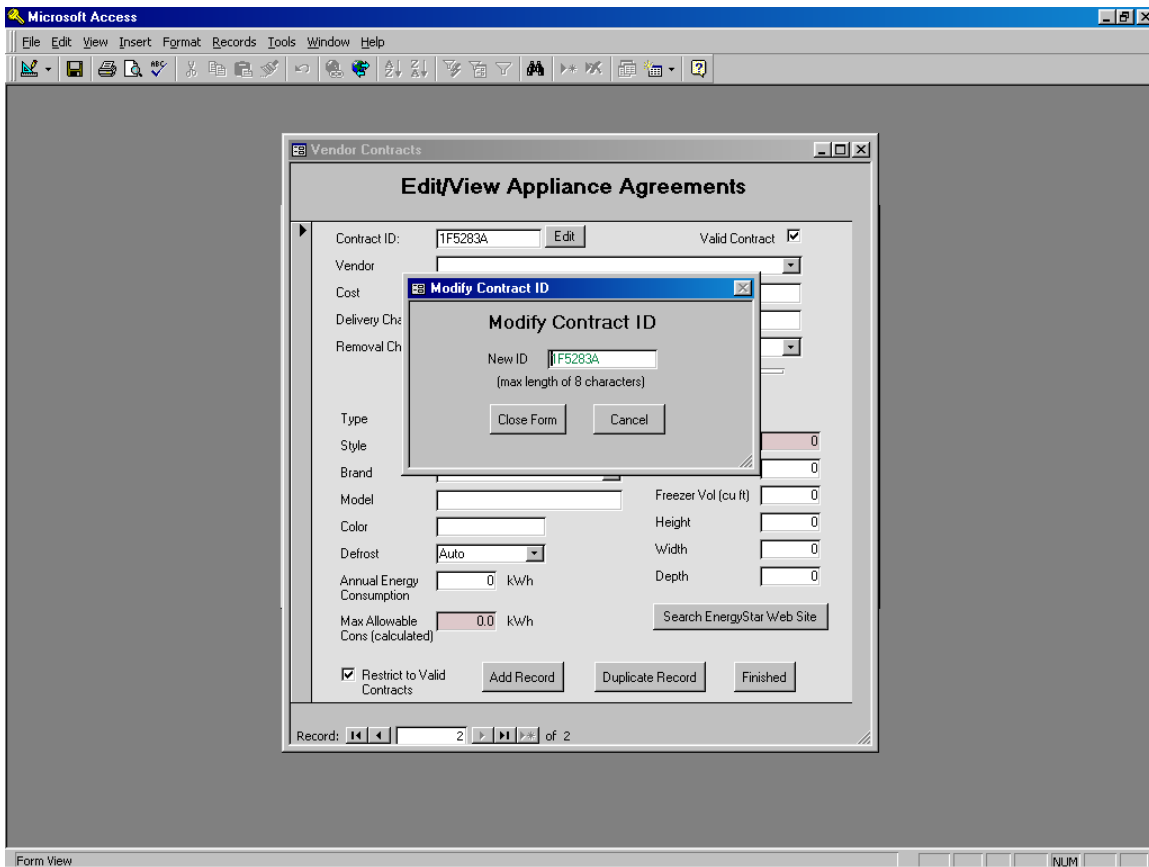 Microsoft Access
File Edit View Insert Format Records Tools Window Help
Vendor Contracts
Edit/View Appliance Agreements
Contract ID: 1F5283A Edit Valid Contract
Vendor
Cost
Modify Contract ID
Delivery Cha
Modify Contract ID
Removal Ch
New ID 1F5283A
(max length of 8 characters)
Close Form Cancel
Type
Style 0
Brand 0
Model Freezer Vol (cu ft) 0
Color Height 0
Defrost Auto Width 0
Annual Energy 0 kWh Depth 0
Consumption
Max Allowable 0.0 kWh Search EnergyStar Web Site
Cons (calculated)
Restrict to Valid Add Record Duplicate Record Finished
Contracts
Record: 2 of 2
Form View NUM